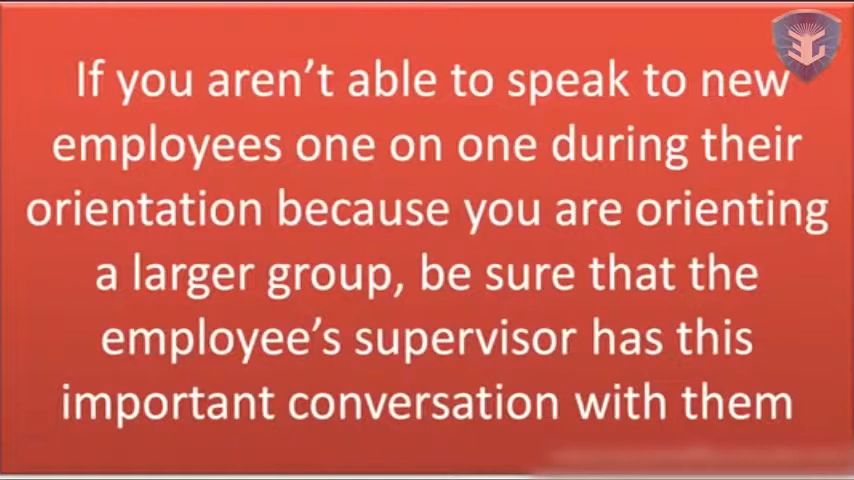 If you aren't able to speak to new
employees one on one during their
orientation because you are orienting
a larger group, be sure that the
employee's supervisor has this
important conversation with them